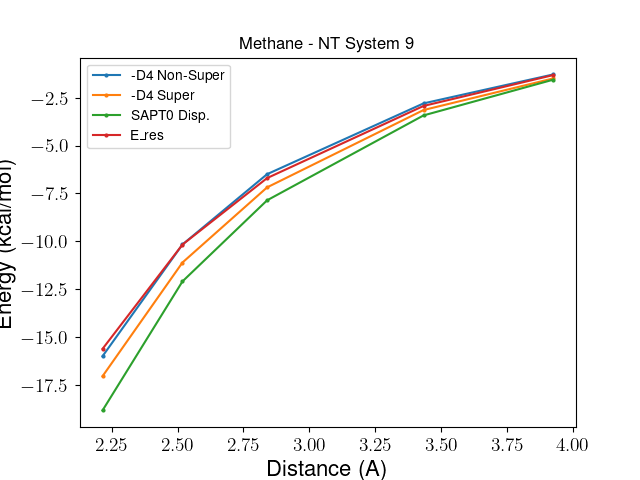 Methane - NT System 9
-D4 Non-Super
-D4 Super
SAPT0 Disp.
E_res
−2.5
−5.0
−7.5
−10.0
−12.5
−15.0
−17.5
Energy (kcal/mol)
2.25 2.50 2.75 3.00 3.25 3.50 3.75 4.00
Distance (A)